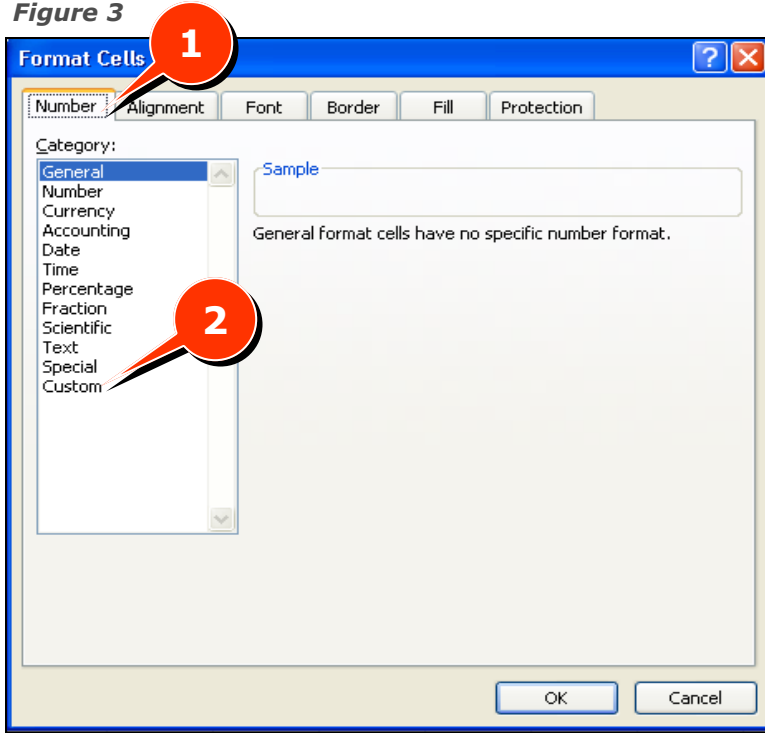 Figure 3
1
Format Cells
Number Alignment Font Border Fill Protection
Category:
General
Number
Currency
Accounting
Date
Time
Percentage
Fraction
Scientific
Text
Special
Custom
2
Sample
General format cells have no specific number format.
OK Cancel